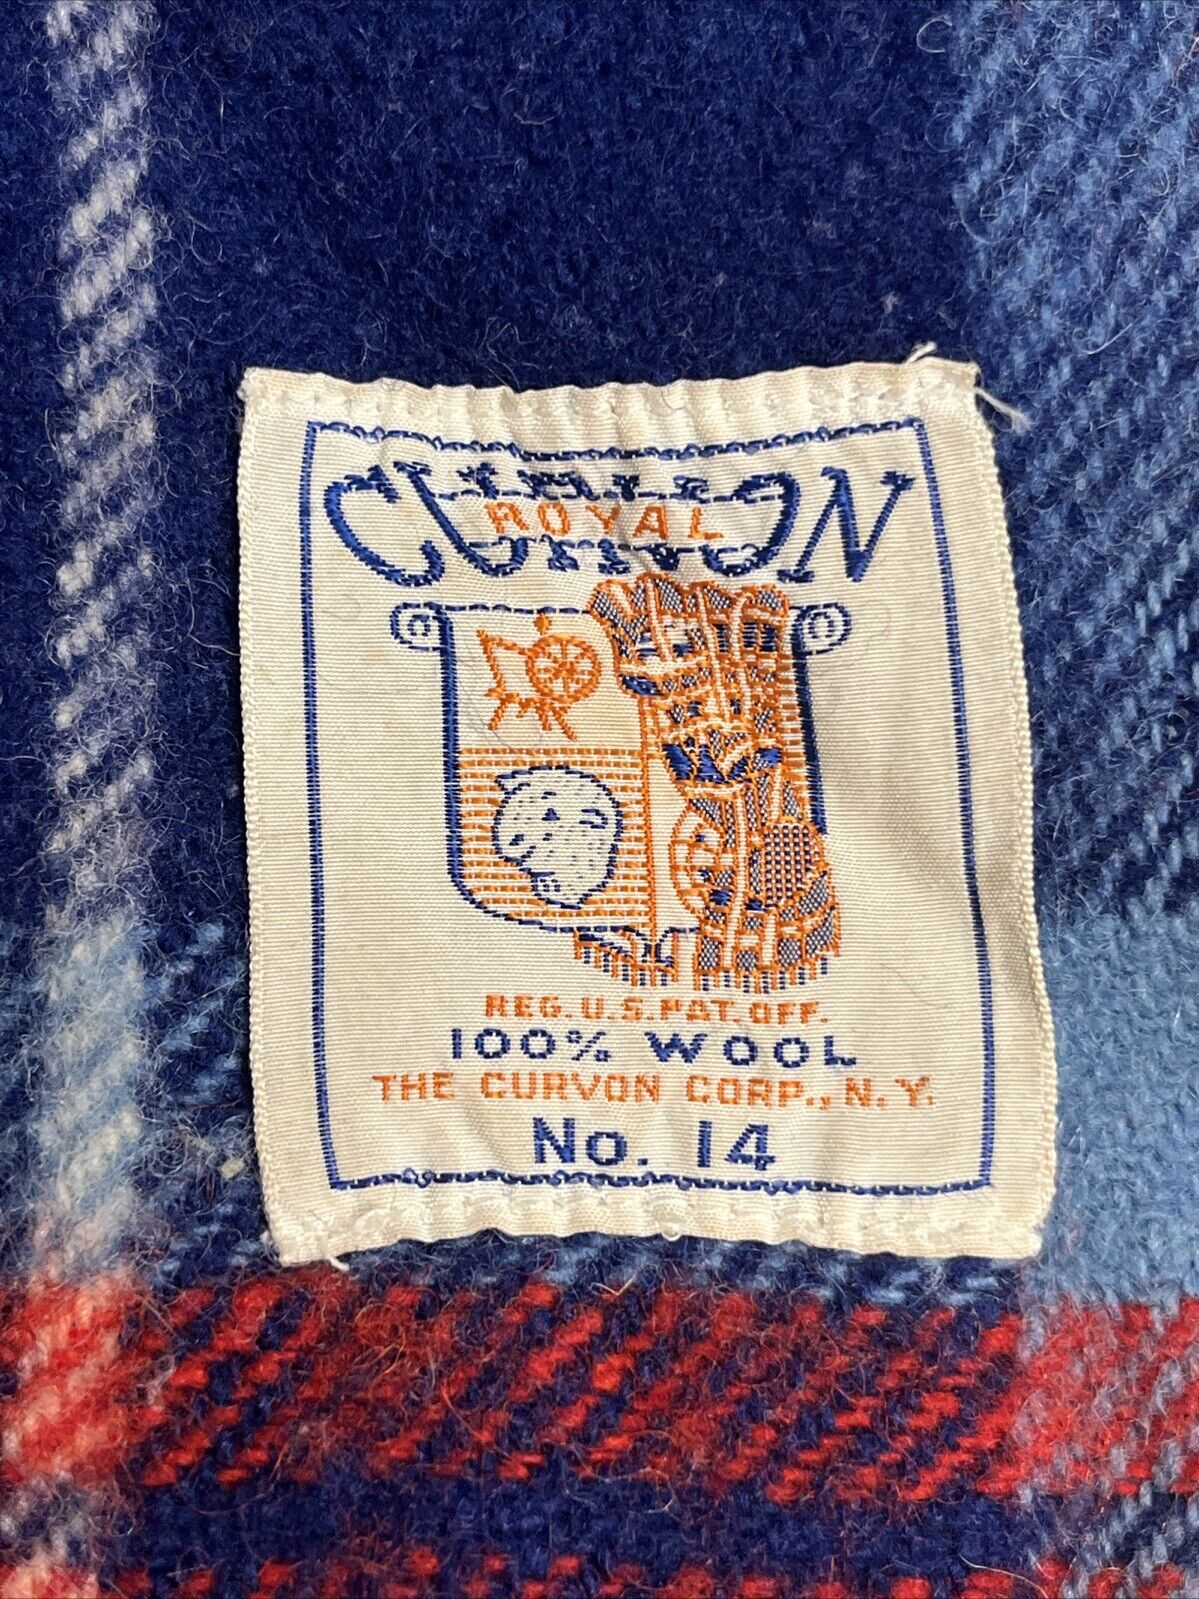 CURVON
ROYAL
REG. U.S. PAT. OFF.
100% WOOL
THE CURVON CORP., N.Y.
No. 14